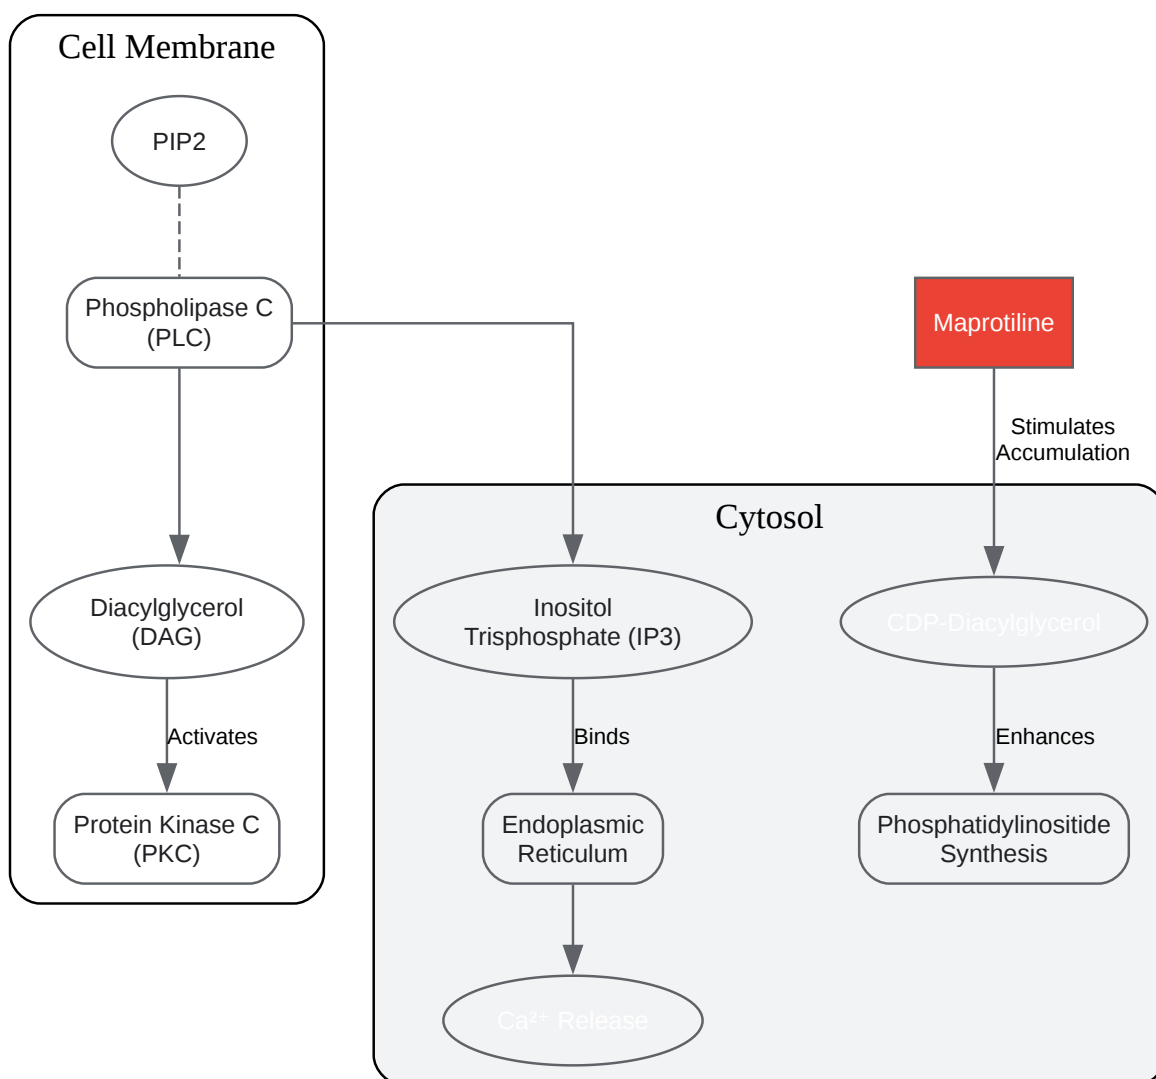 Cell Membrane
PIP2
Phospholipase C
(PLC)
Maprotiline
Stimulates
Accumulation
Cytosol
Diacylglycerol
(DAG)
Inositol
Trisphosphate (IP3)
CDP-Diacylglycerol
Activates
Binds
Enhances
Protein Kinase C
(PKC)
Endoplasmic
Reticulum
Phosphatidylinositide
Synthesis
Ca²⁺ Release